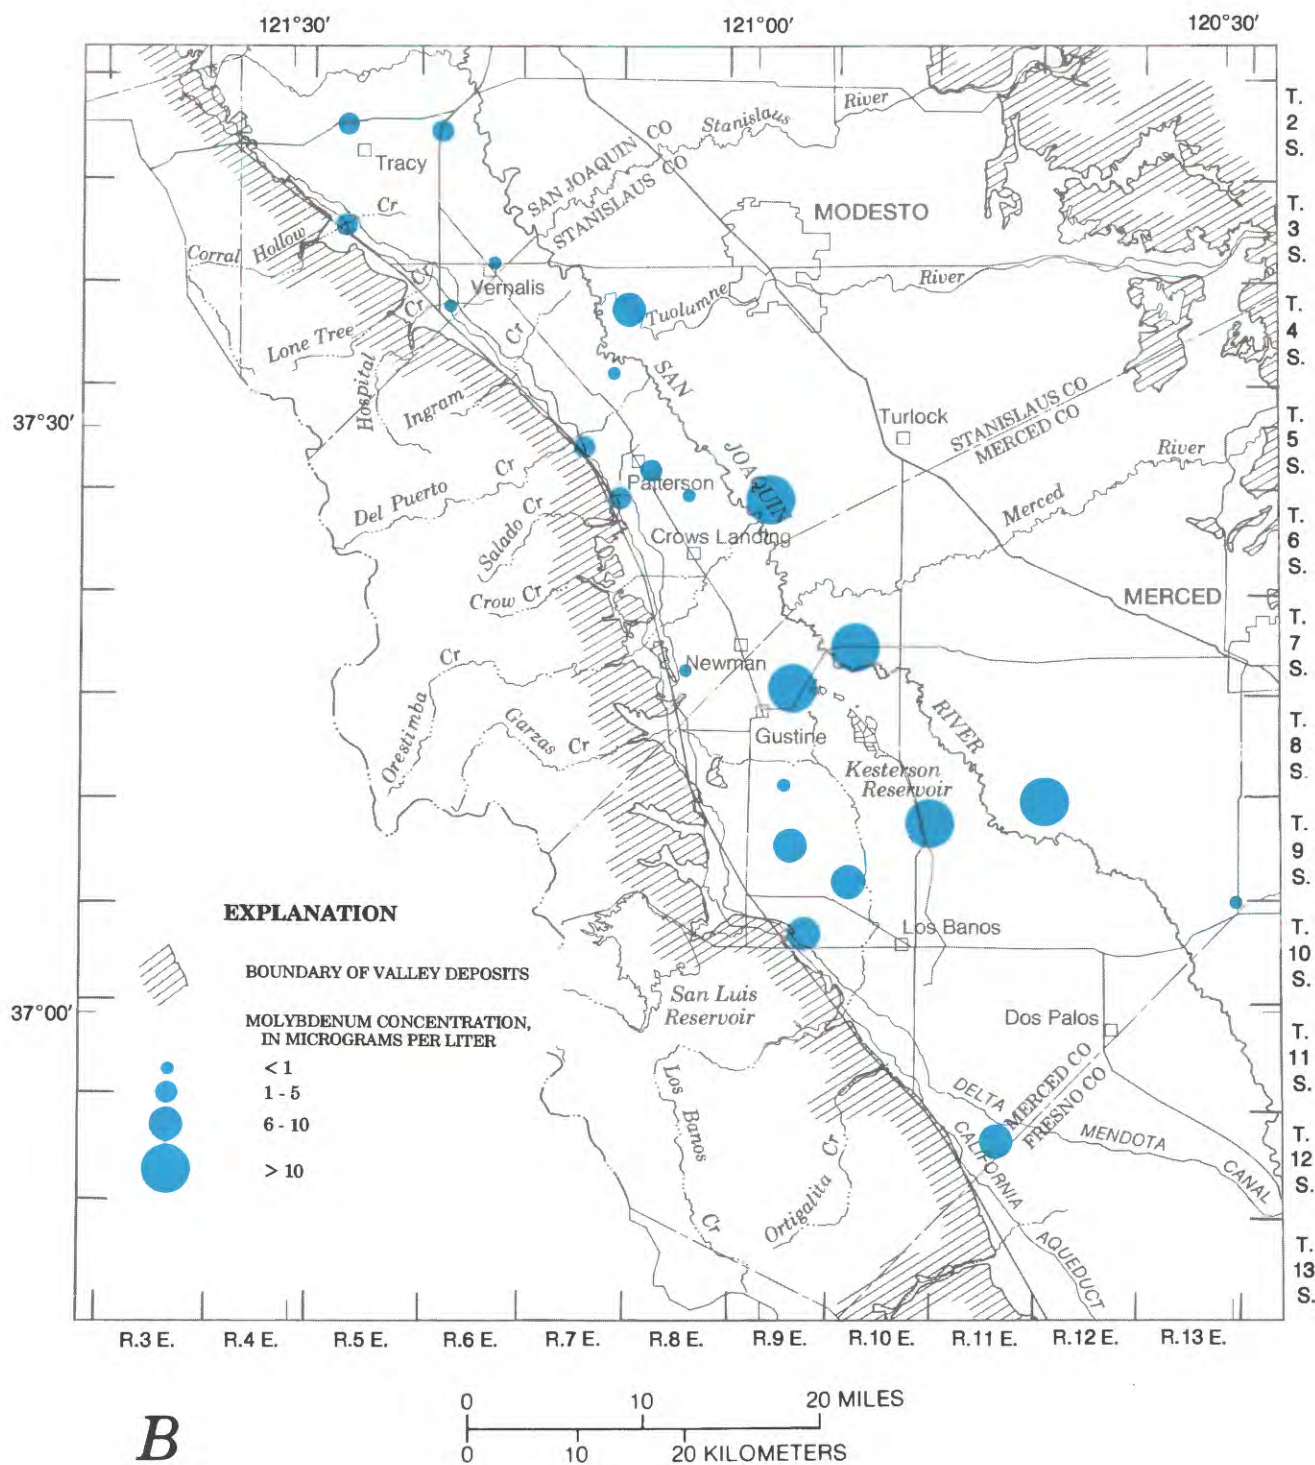 121°30′
121°00′
120°30′
T.
2
S.
T.
3
S.
T.
4
S.
T.
5
S.
T.
6
S.
T.
7
S.
T.
8
S.
T.
9
S.
T.
10
S.
T.
11
S.
T.
12
S.
T.
13
S.
37°30′
37°00′
River
Stanislaus
SAN JOAQUIN CO
STANISLAUS CO
Tracy
Cr
Corral Hollow
MODESTO
Vernalis
Cr
River
Tuolumne
Lone Tree
Cr
Hospital
Ingram
Cr
SAN
JOAQUIN
RIVER
Turlock
STANISLAUS CO
MERCED CO
River
Merced
Del Puerto
Cr
Patterson
Salado Cr
Crows Landing
Crow Cr
MERCED
Newman
Orestimba
Cr
Garzas
Cr
Gustine
Kesterson
Reservoir
Los Banos
San Luis
Reservoir
Dos Palos
Los
Banos
Cr
Ortigalita
Cr
DELTA
MENDOTA
CANAL
MERCED CO
FRESNO CO
CALIFORNIA
AQUEDUCT
EXPLANATION
BOUNDARY OF VALLEY DEPOSITS
MOLYBDENUM CONCENTRATION,
IN MICROGRAMS PER LITER
< 1
1 - 5
6 - 10
> 10
R.3 E. R.5 E. R.6 E. R.7 E. R.8 E. R.9 E. R.10 E. R.11 E. R.12 E. R.13 E.
0 10 20 MILES
0 10 20 KILOMETERS
B